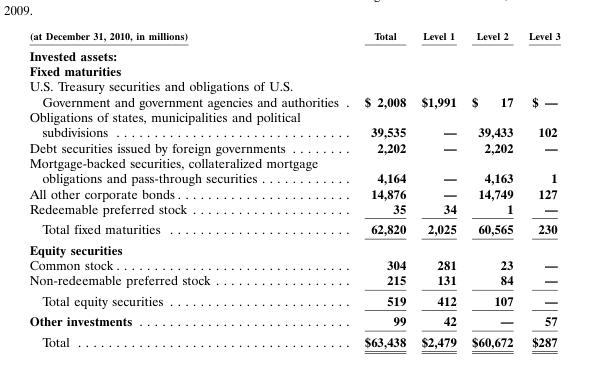 2009.
(at December 31, 2010, in millions) Total Level 1 Level 2 Level 3
Invested assets:
Fixed maturities
U.S. Treasury securities and obligations of U.S.
Government and government agencies and authorities . $ 2,008 $1,991 $ 17 $ —
Obligations of states, municipalities and political
subdivisions . . . . . . . . . . . . . . . . . . . . . . . . . . . . . . 39,535 — 39,433 102
Debt securities issued by foreign governments . . . . . . . . 2,202 — 2,202 —
Mortgage-backed securities, collateralized mortgage
obligations and pass-through securities . . . . . . . . . . . . 4,164 — 4,163 1
All other corporate bonds . . . . . . . . . . . . . . . . . . . . . . . 14,876 — 14,749 127
Redeemable preferred stock . . . . . . . . . . . . . . . . . . . . . 35 34 1 —
Total fixed maturities . . . . . . . . . . . . . . . . . . . . . . . . 62,820 2,025 60,565 230
Equity securities
Common stock . . . . . . . . . . . . . . . . . . . . . . . . . . . . . . . 304 281 23 —
Non-redeemable preferred stock . . . . . . . . . . . . . . . . . . 215 131 84 —
Total equity securities . . . . . . . . . . . . . . . . . . . . . . . . 519 412 107 —
Other investments . . . . . . . . . . . . . . . . . . . . . . . . . . . . 99 42 — 57
Total . . . . . . . . . . . . . . . . . . . . . . . . . . . . . . . . . . . . $63,438 $2,479 $60,672 $287